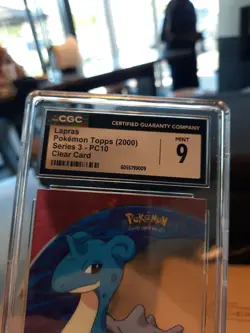 CGC
CERTIFIED GUARANTY COMPANY
Lapras
Pokémon Topps (2000)
Series 3 - PC10
Clear Card
MINT
9
POKéMON